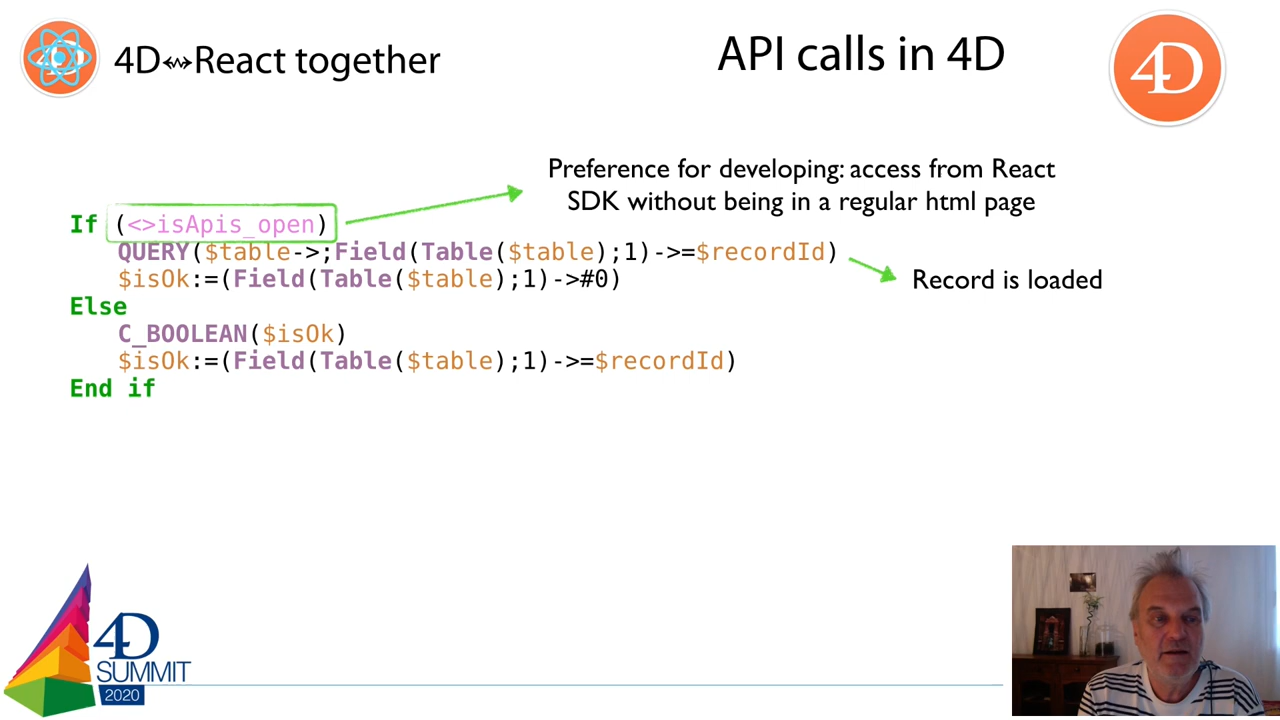 4D↔React together
API calls in 4D
4D
Preference for developing: access from React
SDK without being in a regular html page
If (<>isApis_open)
QUERY($table->;Field(Table($table);1)->=$recordId)
$isOk:=(Field(Table($table);1)->#0)
Record is loaded
Else
C_BOOLEAN($isOk)
$isOk:=(Field(Table($table);1)->=$recordId)
End if
4D
SUMMIT
2020